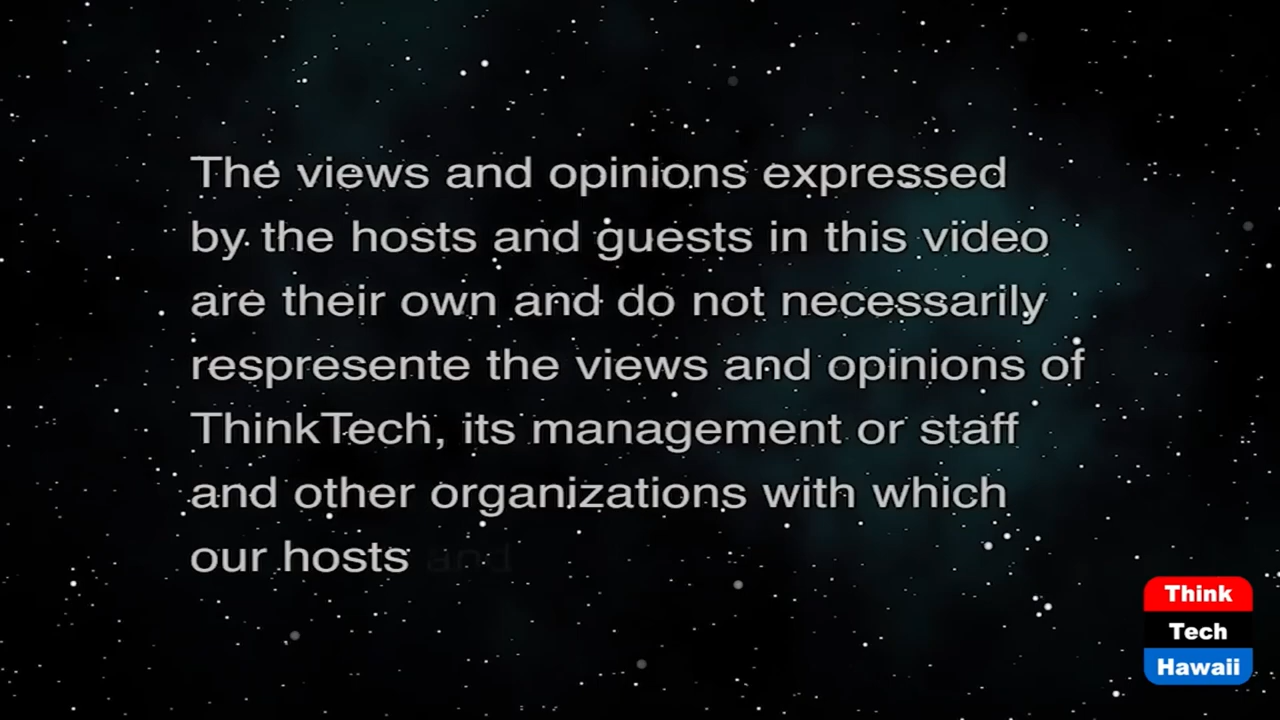 The views and opinions expressed
by the hosts and guests in this video
are their own and do not necessarily
respresente the views and opinions of
ThinkTech, its management or staff
and other organizations with which
our hosts and
Think
Tech
Hawaii